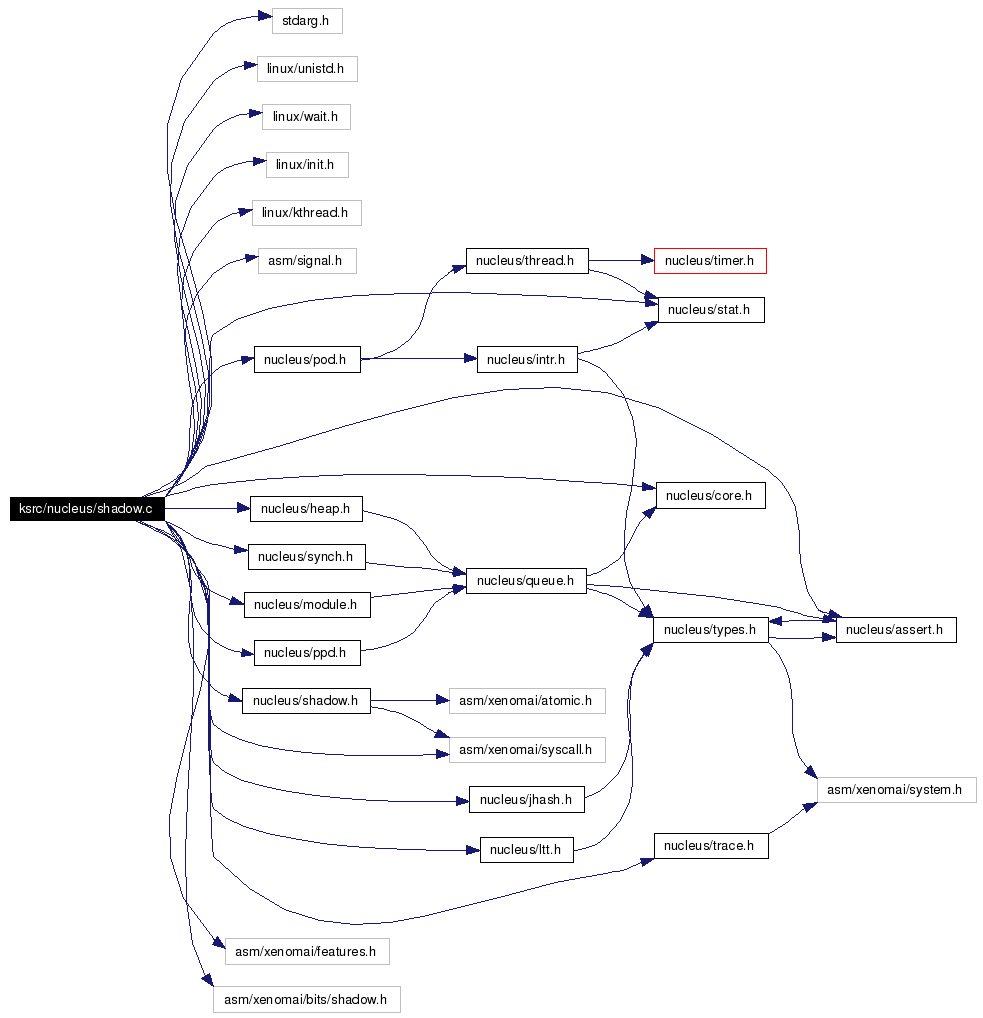 stdarg.h
linux/unistd.h
linux/wait.h
linux/init.h
linux/kthread.h
asm/signal.h
nucleus/thread.h
nucleus/timer.h
nucleus/stat.h
nucleus/pod.h
nucleus/intr.h
nucleus/core.h
ksrc/nucleus/shadow.c
nucleus/heap.h
nucleus/synch.h
nucleus/queue.h
nucleus/module.h
nucleus/types.h
nucleus/assert.h
nucleus/ppd.h
nucleus/shadow.h
asm/xenomai/atomic.h
asm/xenomai/syscall.h
asm/xenomai/system.h
nucleus/jhash.h
nucleus/ltt.h
nucleus/trace.h
asm/xenomai/features.h
asm/xenomai/bits/shadow.h